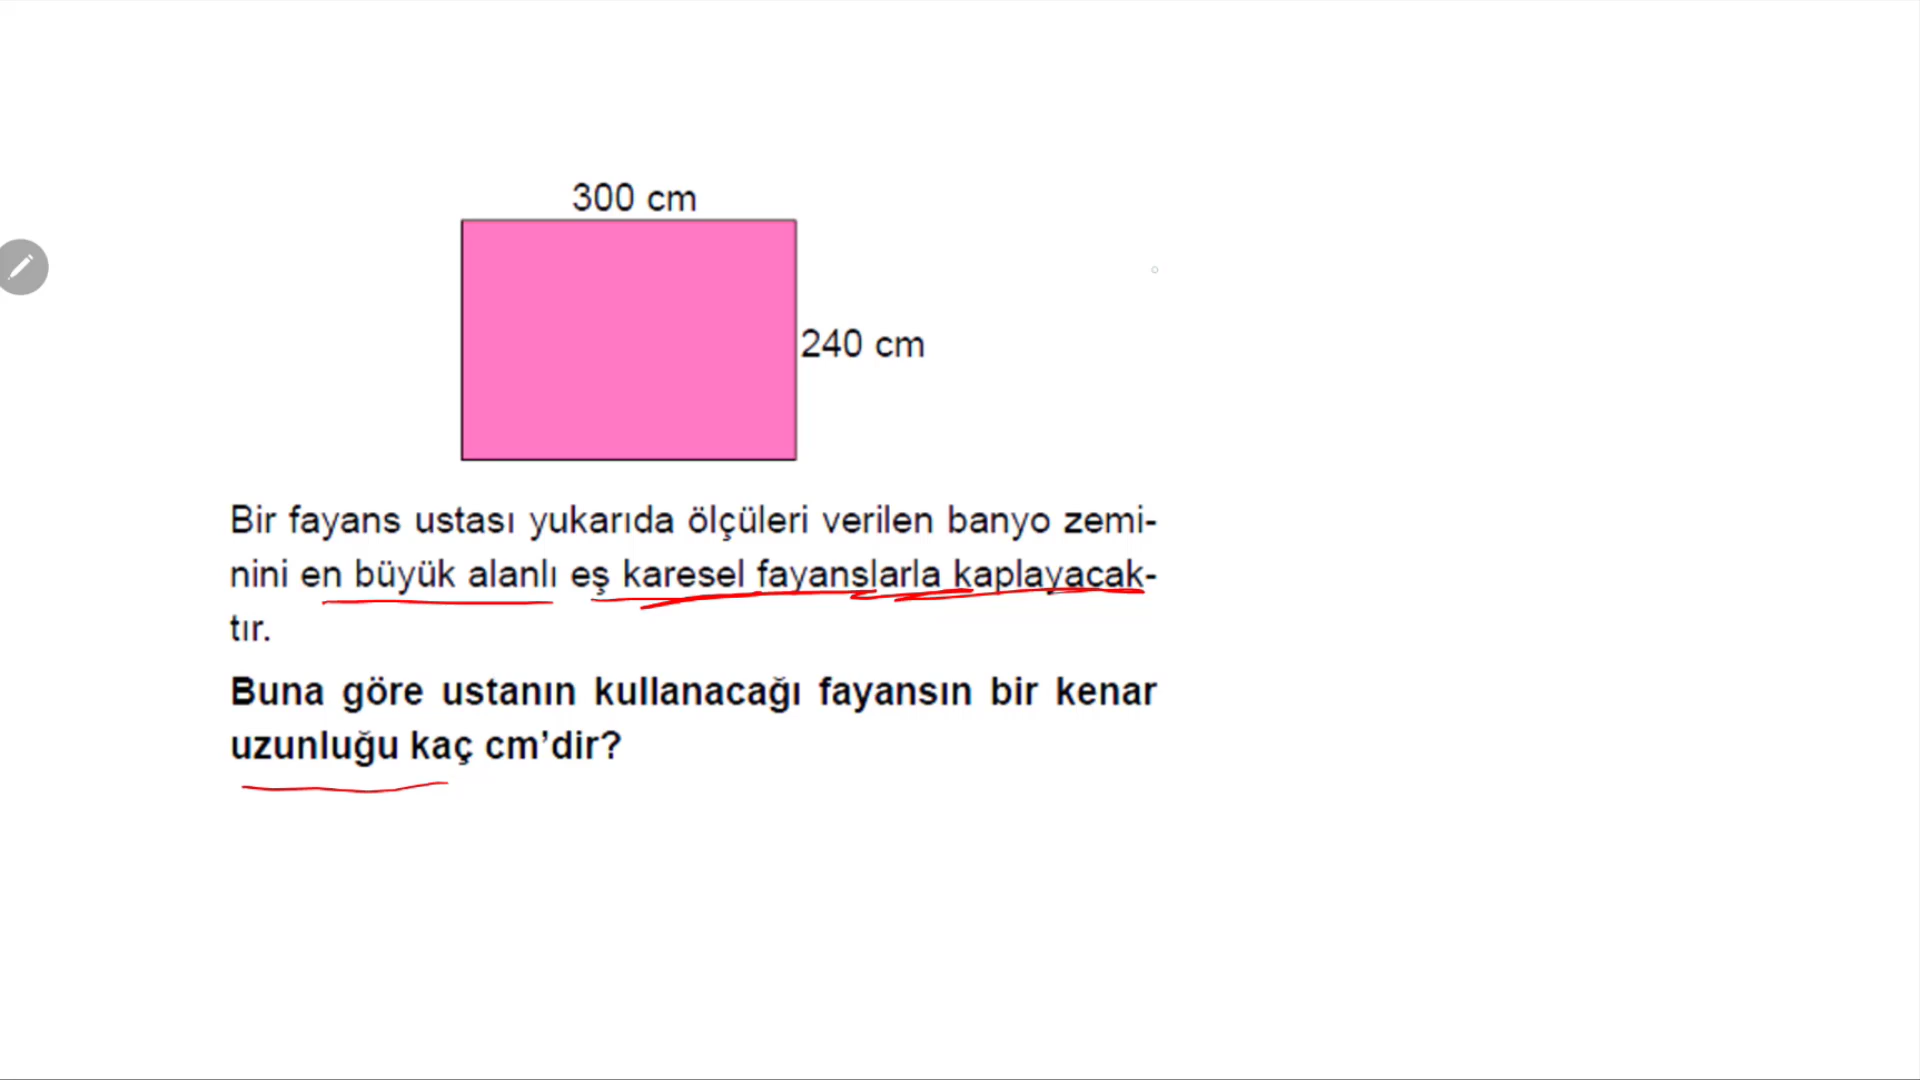 300 cm
240 cm
Bir fayans ustası yukarıda ölçüleri verilen banyo zemi-
nini en büyük alanlı eş karesel fayanslarla kaplayacak-
tır.
Buna göre ustanın kullanacağı fayansın bir kenar
uzunluğu kaç cm’dir?